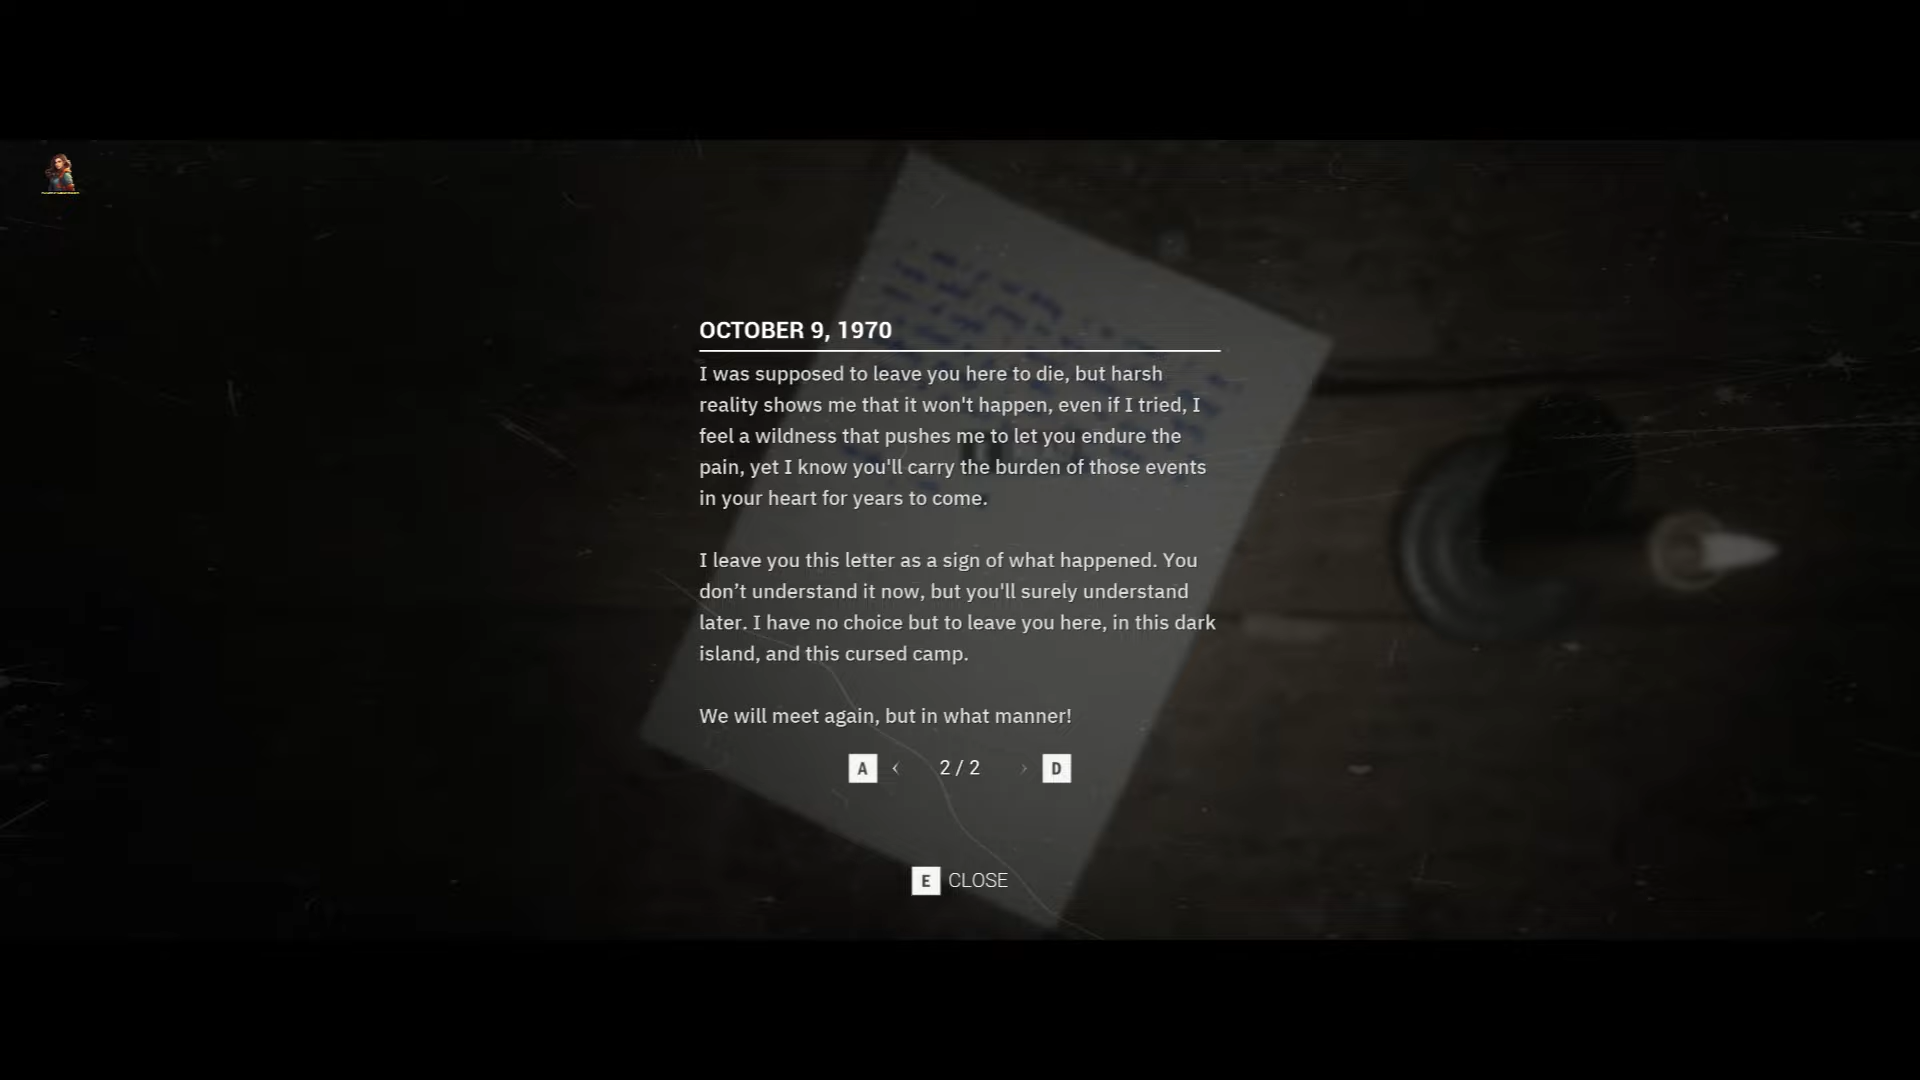 OCTOBER 9, 1970
I was supposed to leave you here to die, but harsh
reality shows me that it won't happen, even if I tried, I
feel a wildness that pushes me to let you endure the
pain, yet I know you'll carry the burden of those events
in your heart for years to come.
I leave you this letter as a sign of what happened. You
don’t understand it now, but you'll surely understand
later. I have no choice but to leave you here, in this dark
island, and this cursed camp.
We will meet again, but in what manner!
A ‹ 2 / 2 › D
E CLOSE